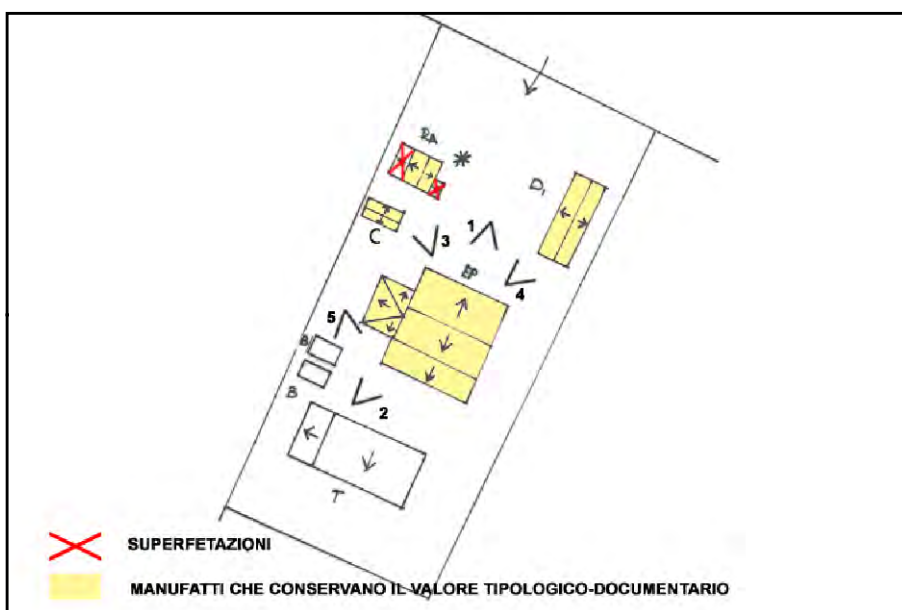 RA
D1
C
3
1
EP
4
5
B
B
2
T
SUPERFETAZIONI
MANUFATTI CHE CONSERVANO IL VALORE TIPOLOGICO-DOCUMENTARIO